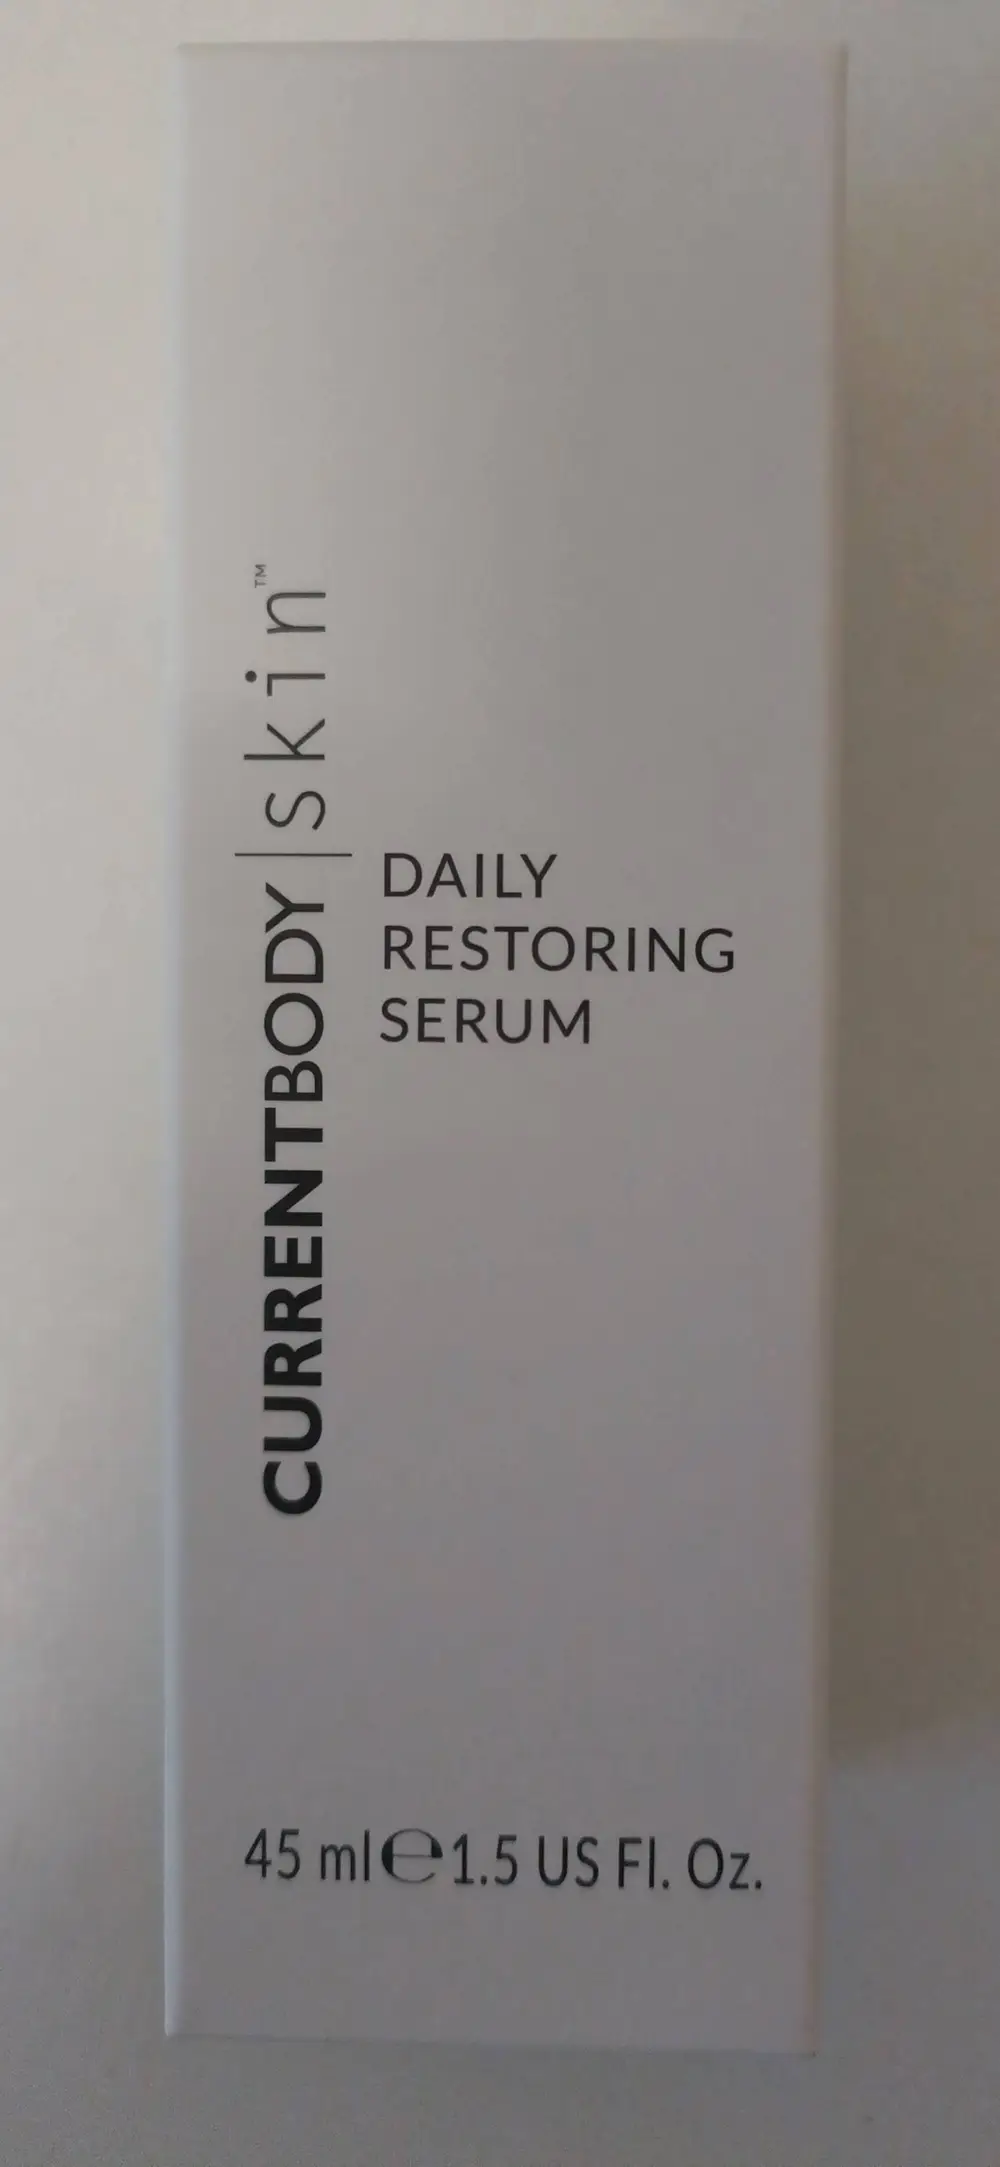 CURRENTBODY|skin™
DAILY
RESTORING
SERUM
45 ml ℮ 1.5 US Fl. Oz.